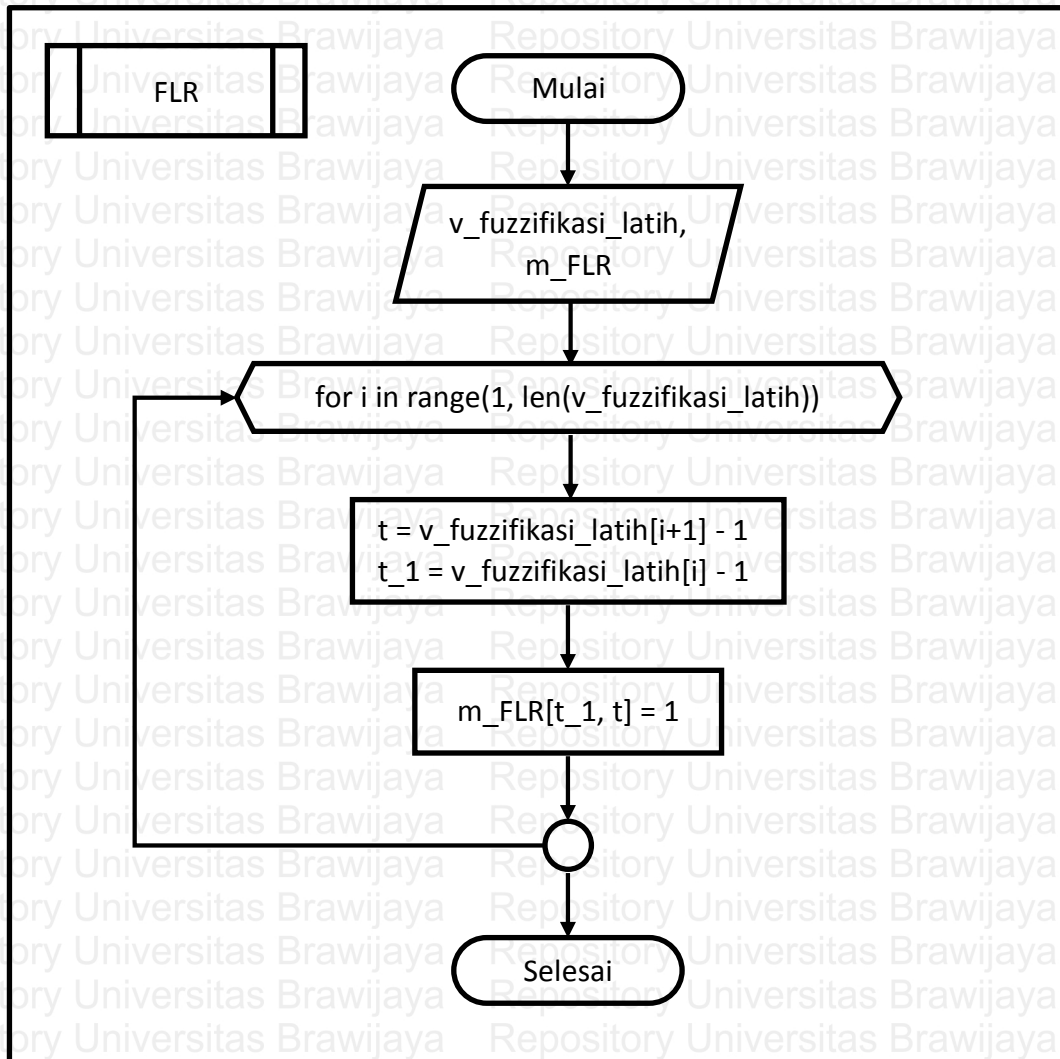 FLR
Mulai
v_fuzzifikasi_latih,
m_FLR
for i in range(1, len(v_fuzzifikasi_latih))
t = v_fuzzifikasi_latih[i+1] - 1
t_1 = v_fuzzifikasi_latih[i] - 1
m_FLR[t_1, t] = 1
Selesai